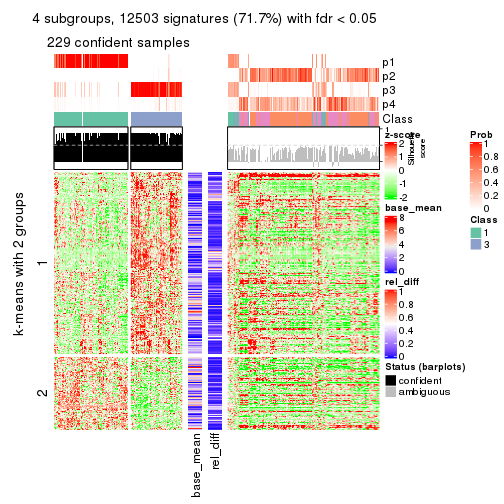 4 subgroups, 12503 signatures (71.7%) with fdr < 0.05
229 confident samples
p1
p2
p3
p4
Class
1
Silhouette
score
k-means with 2 groups
1
2
base_mean
rel_diff
z-score
2
1
0
-1
-2
base_mean
8
6
4
2
0
rel_diff
1
0.8
0.6
0.4
0.2
0
Status (barplots)
confident
ambiguous
Prob
1
0.8
0.6
0.4
0.2
0
Class
1
3